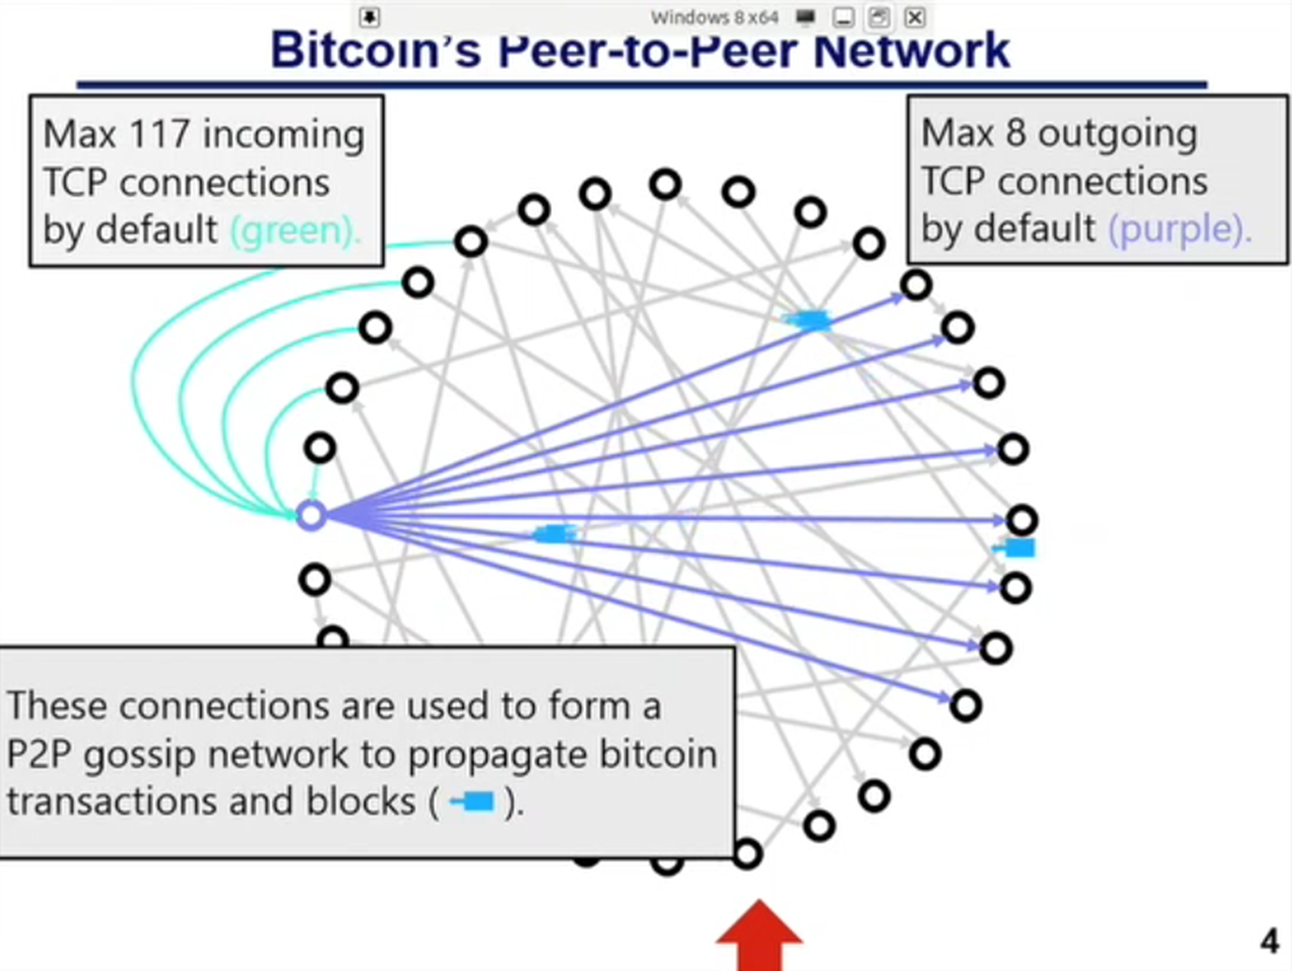 Windows 8 x64
Bitcoin's Peer-to-Peer Network
Max 117 incoming
TCP connections
by default (green).
Max 8 outgoing
TCP connections
by default (purple).
These connections are used to form a
P2P gossip network to propagate bitcoin
transactions and blocks ( ).
4